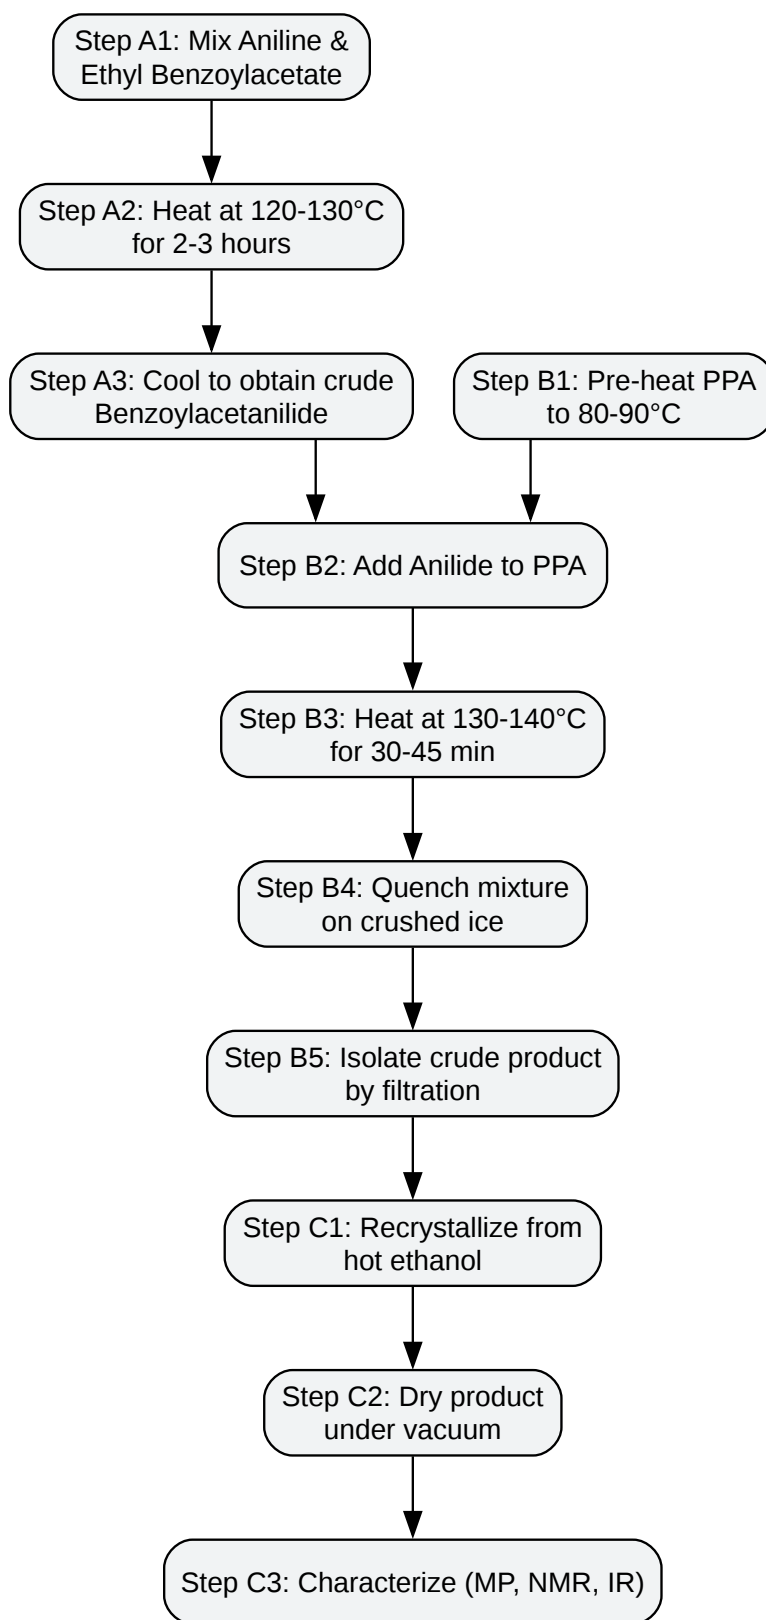 Step A1: Mix Aniline &
Ethyl Benzoylacetate
Step A2: Heat at 120-130°C
for 2-3 hours
Step A3: Cool to obtain crude
Benzoylacetanilide
Step B1: Pre-heat PPA
to 80-90°C
Step B2: Add Anilide to PPA
Step B3: Heat at 130-140°C
for 30-45 min
Step B4: Quench mixture
on crushed ice
Step B5: Isolate crude product
by filtration
Step C1: Recrystallize from
hot ethanol
Step C2: Dry product
under vacuum
Step C3: Characterize (MP, NMR, IR)